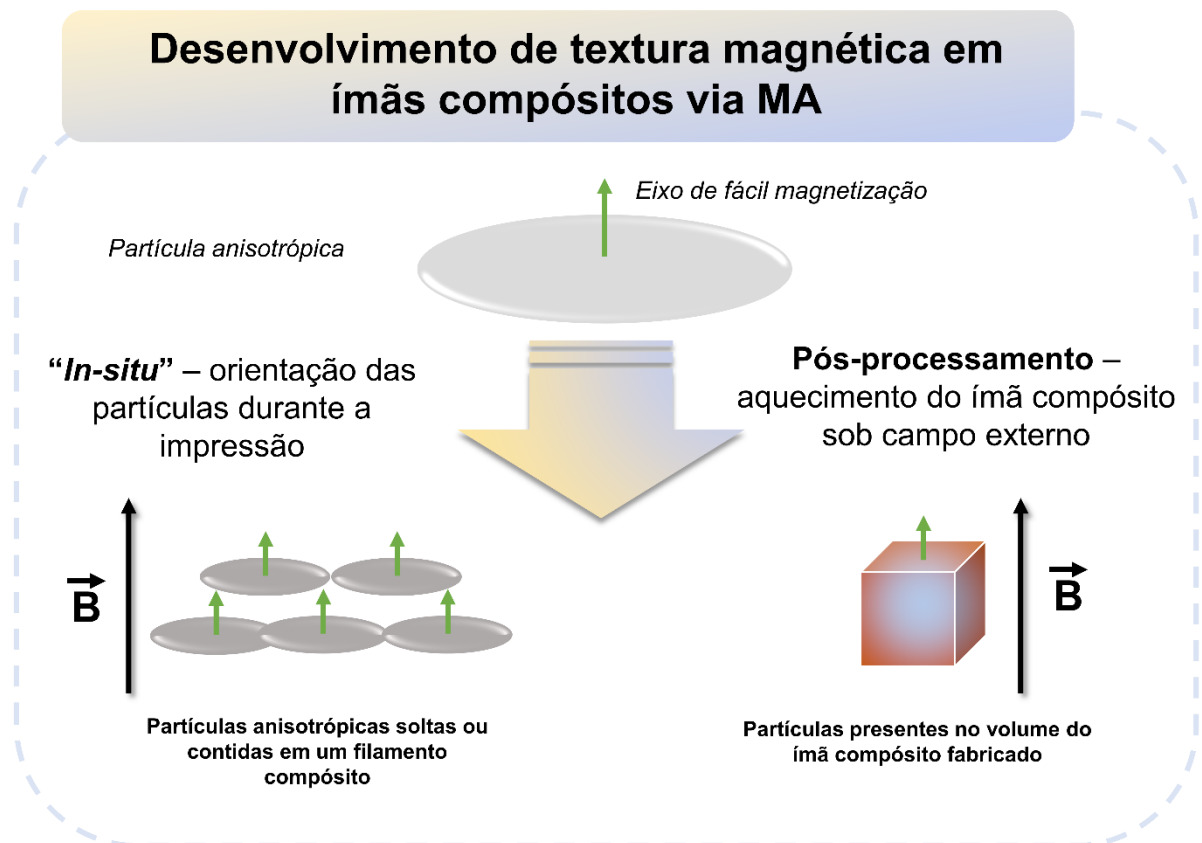 Desenvolvimento de textura magnética em
ímãs compósitos via MA
Eixo de fácil magnetização
Partícula anisotrópica
“In-situ” – orientação das
partículas durante a
impressão
Pós-processamento –
aquecimento do ímã compósito
sob campo externo
B
B
Partículas anisotrópicas soltas ou
contidas em um filamento
compósito
Partículas presentes no volume do
ímã compósito fabricado